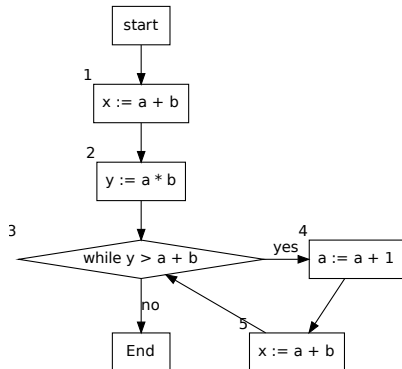 start
1
x := a + b
2
y := a * b
3
while y > a + b
yes
4
a := a + 1
no
5
x := a + b
End